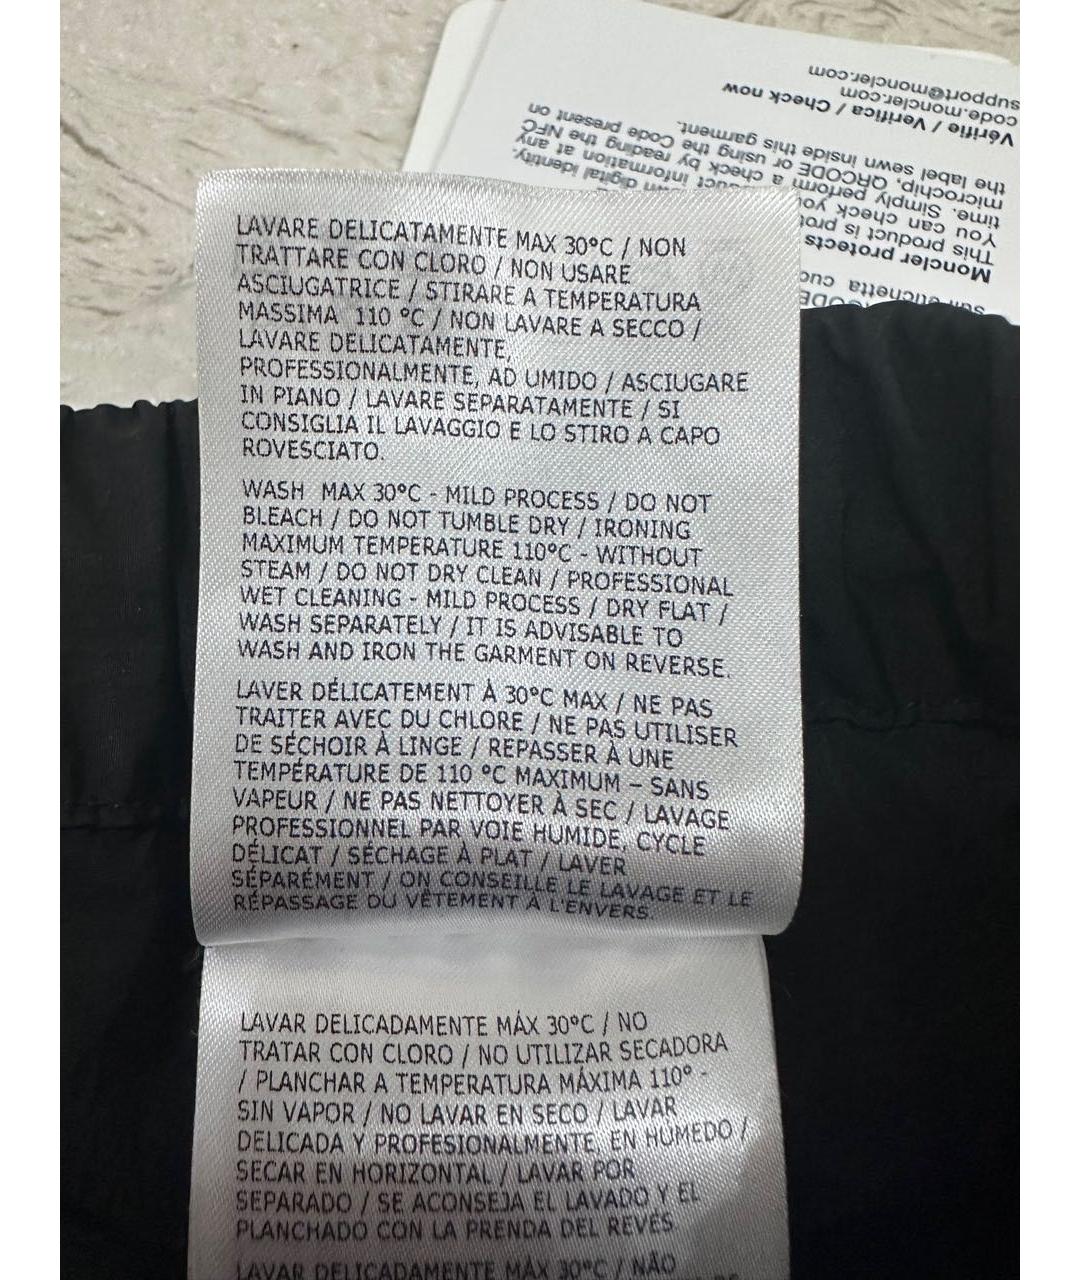 support@moncler.com
code.moncler.com
Vérifie / Verifica / Check now
the label sewn inside this garment.
microchip, QRCODE or using the Code present on
time. Simply perform a check by reading the NFC
You can check information at any
This product is digital identity.
Moncler protects
etichetta
LAVARE DELICATAMENTE MAX 30°C / NON
TRATTARE CON CLORO / NON USARE
ASCIUGATRICE / STIRARE A TEMPERATURA
MASSIMA 110 °C / NON LAVARE A SECCO /
LAVARE DELICATAMENTE,
PROFESSIONALMENTE, AD UMIDO / ASCIUGARE
IN PIANO / LAVARE SEPARATAMENTE / SI
CONSIGLIA IL LAVAGGIO E LO STIRO A CAPO
ROVESCIATO.
WASH MAX 30°C - MILD PROCESS / DO NOT
BLEACH / DO NOT TUMBLE DRY / IRONING
MAXIMUM TEMPERATURE 110°C - WITHOUT
STEAM / DO NOT DRY CLEAN / PROFESSIONAL
WET CLEANING - MILD PROCESS / DRY FLAT /
WASH SEPARATELY / IT IS ADVISABLE TO
WASH AND IRON THE GARMENT ON REVERSE.
LAVER DÉLICATEMENT À 30°C MAX / NE PAS
TRAITER AVEC DU CHLORE / NE PAS UTILISER
DE SÉCHOIR À LINGE / REPASSER À UNE
TEMPÉRATURE DE 110 °C MAXIMUM – SANS
VAPEUR / NE PAS NETTOYER À SEC / LAVAGE
PROFESSIONNEL PAR VOIE HUMIDE, CYCLE
DÉLICAT / SÉCHAGE À PLAT / LAVER
SÉPARÉMENT / ON CONSEILLE LE LAVAGE ET LE
RÉPASSAGE DU VÊTEMENT À L'ENVERS.
LAVAR DELICADAMENTE MÁX 30°C / NO
TRATAR CON CLORO / NO UTILIZAR SECADORA
/ PLANCHAR A TEMPERATURA MÁXIMA 110° -
SIN VAPOR / NO LAVAR EN SECO / LAVAR
DELICADA Y PROFESIONALMENTE, EN HÚMEDO /
SECAR EN HORIZONTAL / LAVAR POR
SEPARADO / SE ACONSEJA EL LAVADO Y EL
PLANCHADO CON LA PRENDA DEL REVÉS
LAVAR DELICADAMENTE MÁX 30°C / NÃO